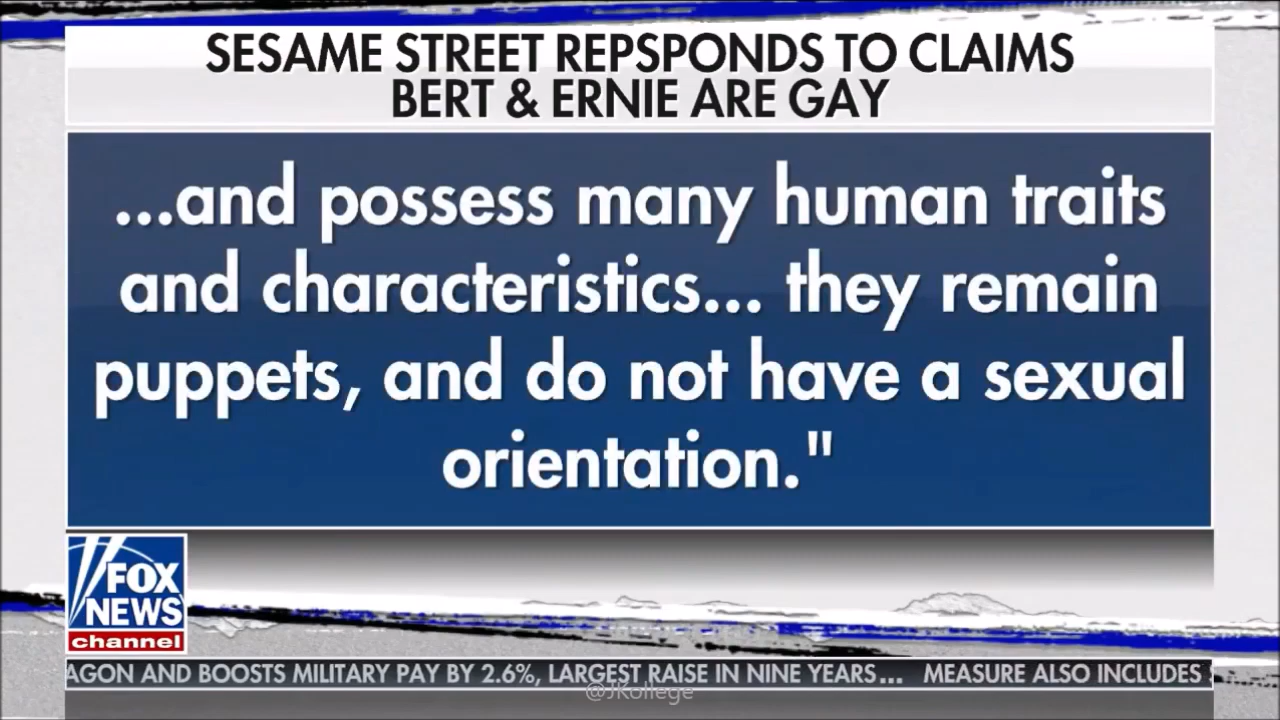 SESAME STREET REPSPONDS TO CLAIMS
BERT & ERNIE ARE GAY
...and possess many human traits
and characteristics... they remain
puppets, and do not have a sexual
orientation."
FOX
NEWS
channel
AGON AND BOOSTS MILITARY PAY BY 2.6%, LARGEST RAISE IN NINE YEARS... MEASURE ALSO INCLUDES
@JKollege